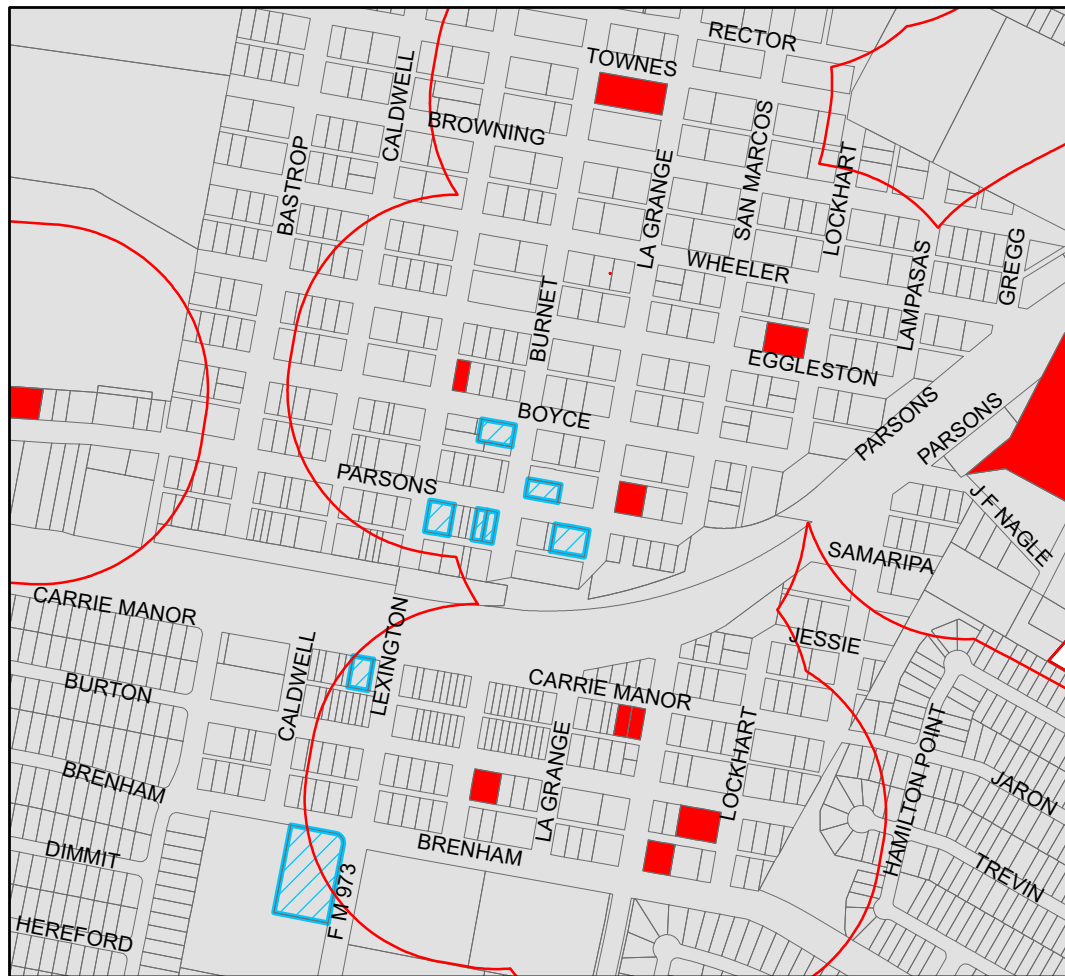 RECTOR
TOWNES
CALDWELL
BROWNING
SAN MARCOS
BASTROP
LA GRANGE
LOCKHART
WHEELER
LAMPASAS
GREGG
BURNET
EGGLESTON
BOYCE
PARSONS
PARSONS
PARSONS
J F NAGLE
SAMARIPA
CARRIE MANOR
JESSIE
LEXINGTON
CALDWELL
BURTON
CARRIE MANOR
LA GRANGE
LOCKHART
HAMILTON POINT
BRENHAM
JARON
BRENHAM
DIMMIT
TREVIN
F M 973
HEREFORD